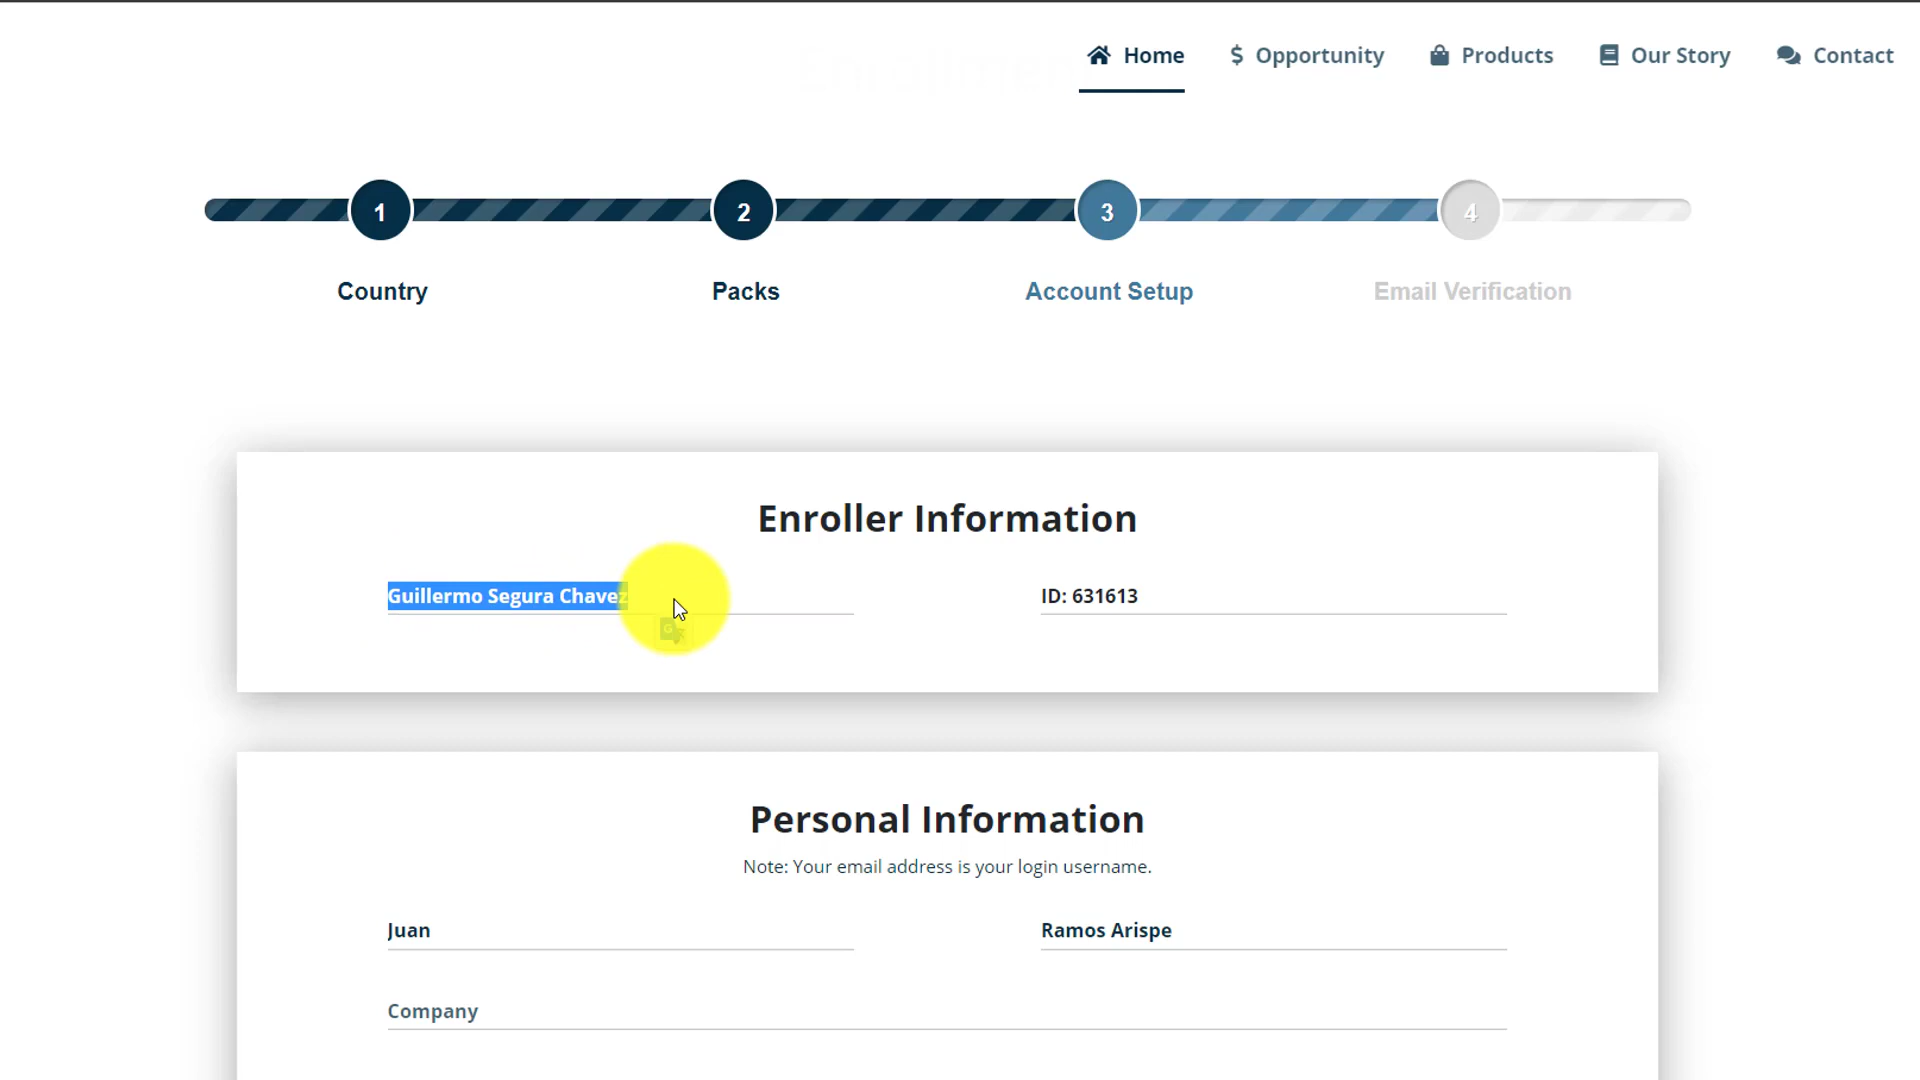 Enrollment
Home Opportunity Products Our Story Contact
1 2 3 4
Country Packs Account Setup Email Verification
Enroller Information
Guillermo Segura Chavez ID: 631613
Personal Information
Note: Your email address is your login username.
Juan Ramos Arispe
Company